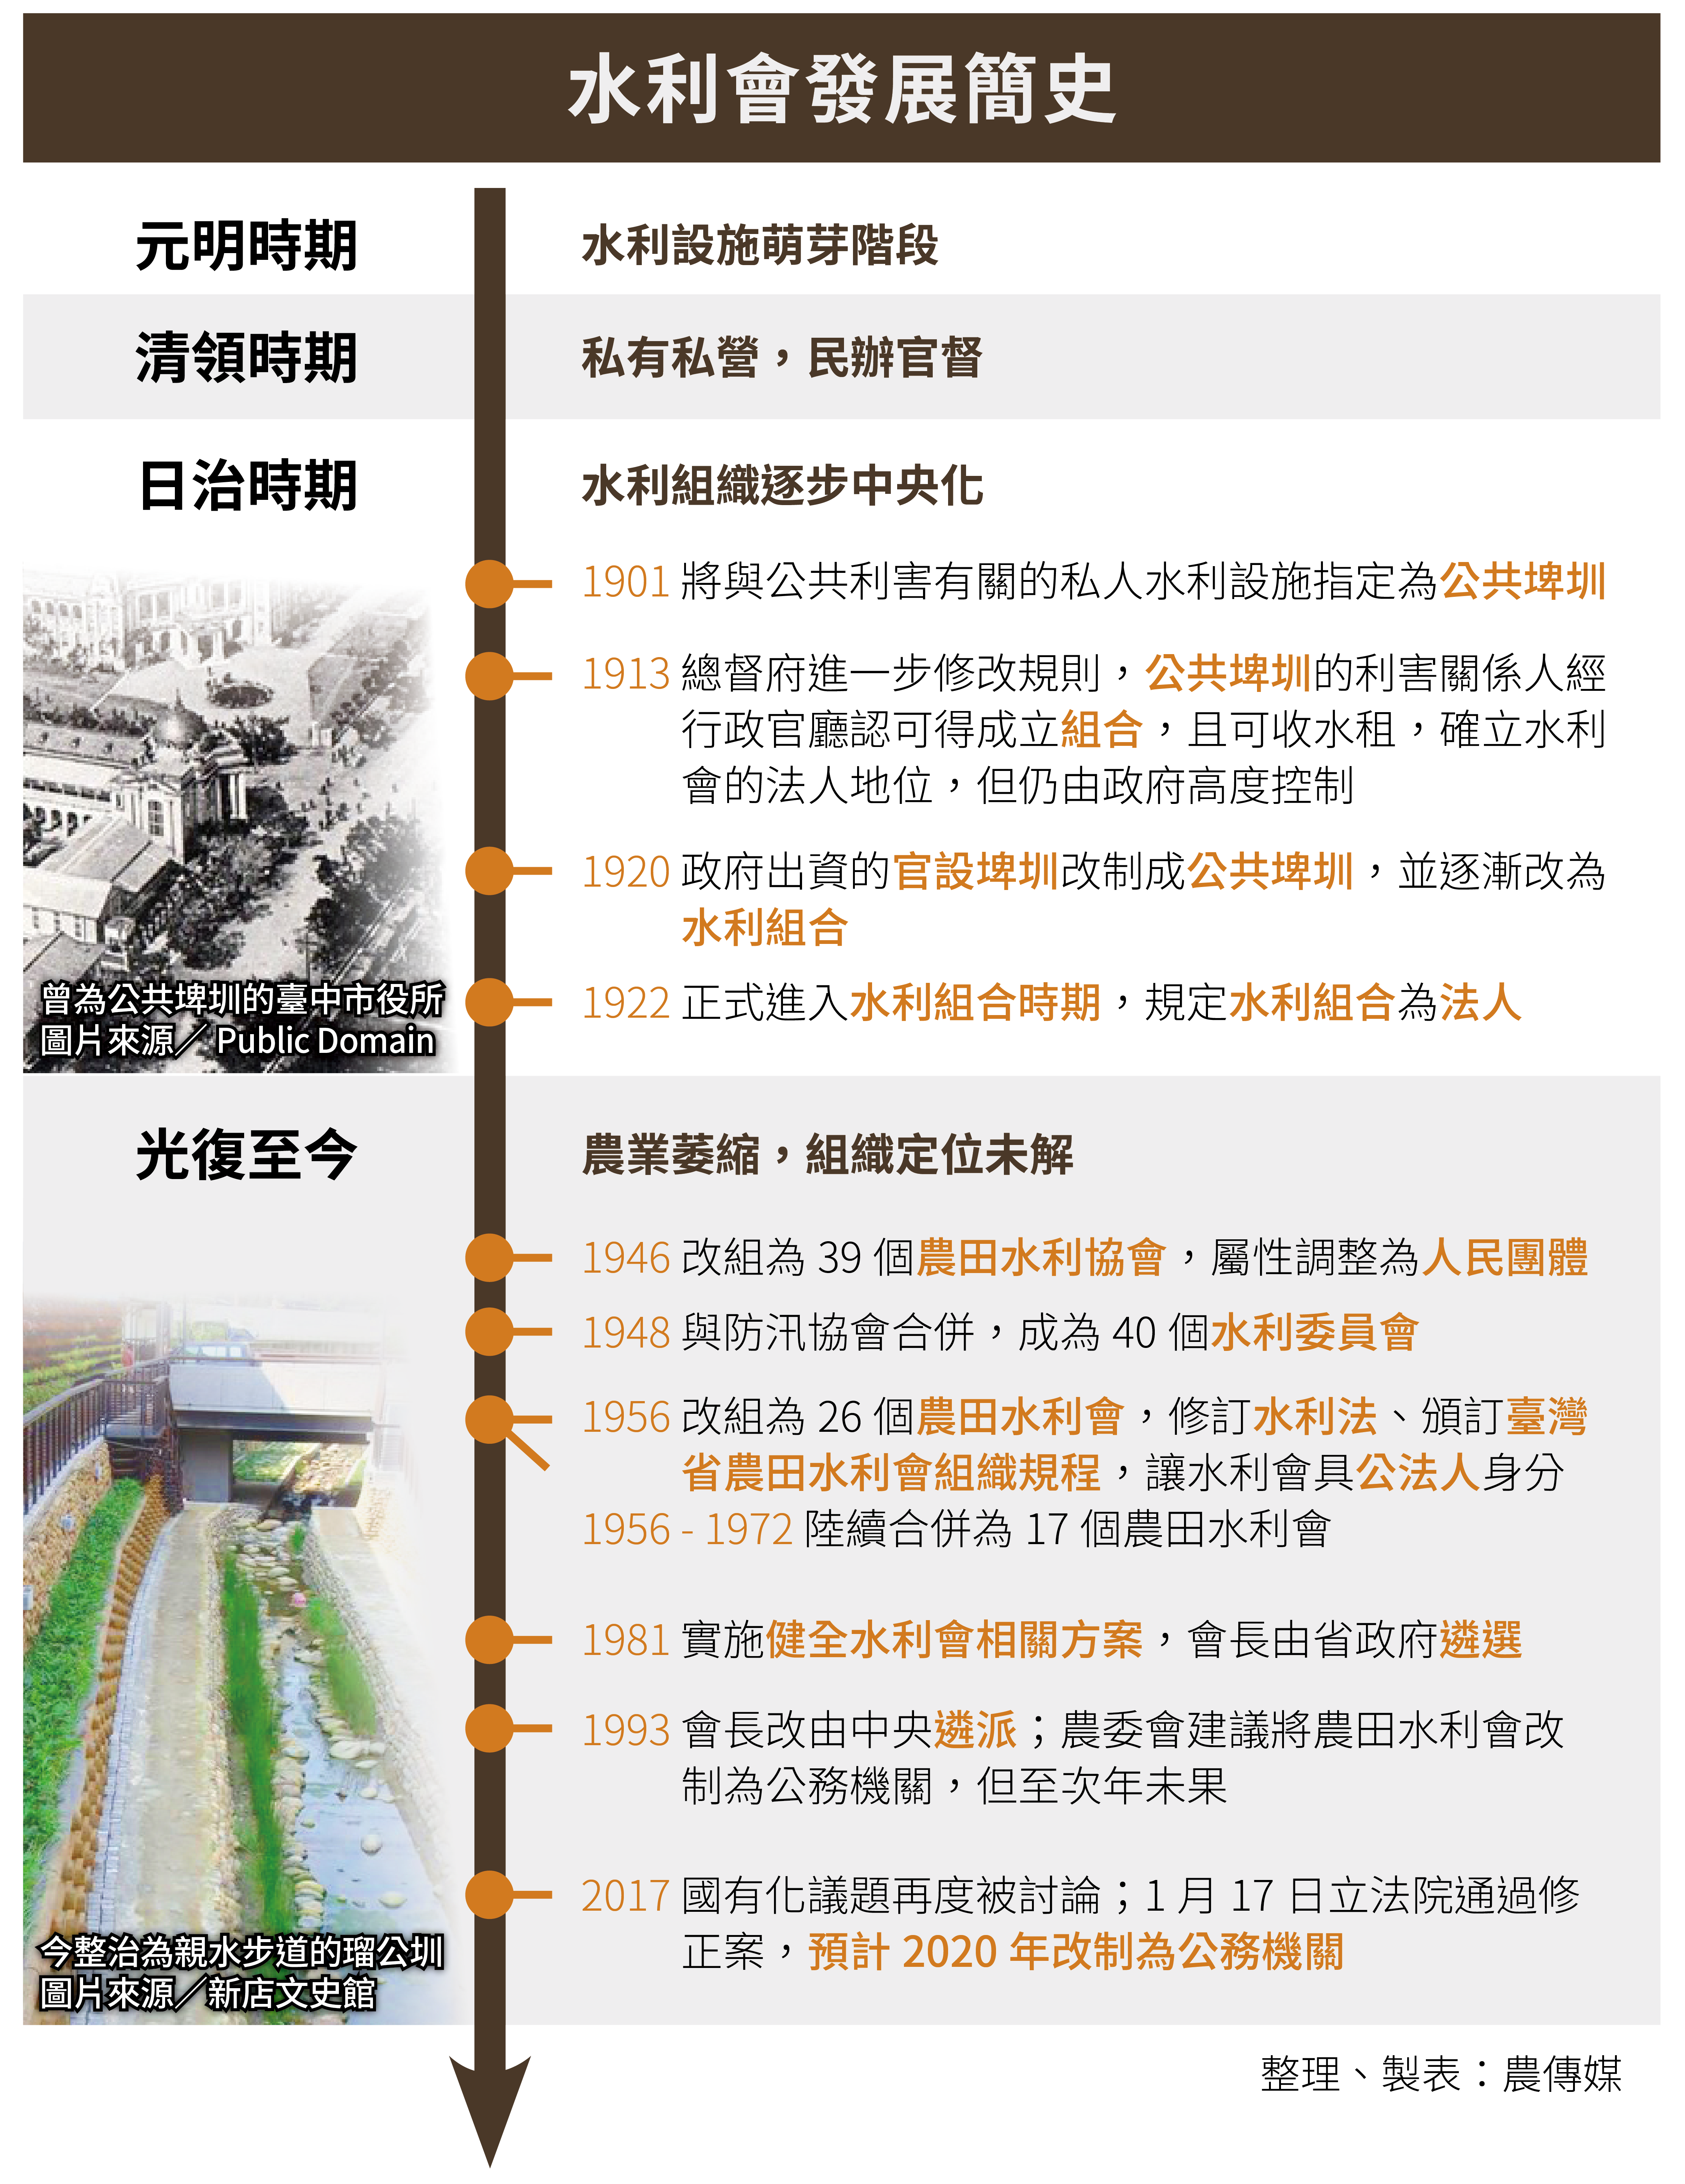 水利會發展簡史
元明時期
水利設施萌芽階段
清領時期
私有私營，民辦官督
日治時期
水利組織逐步中央化
1901 將與公共利害有關的私人水利設施指定為公共埤圳
1913 總督府進一步修改規則，公共埤圳的利害關係人經
行政官廳認可得成立組合，且可收水租，確立水利
會的法人地位，但仍由政府高度控制
1920 政府出資的官設埤圳改制成公共埤圳，並逐漸改為
水利組合
1922 正式進入水利組合時期，規定水利組合為法人
曾為公共埤圳的臺中市役所
圖片來源／ Public Domain
光復至今
農業萎縮，組織定位未解
1946 改組為 39 個農田水利協會，屬性調整為人民團體
1948 與防汛協會合併，成為 40 個水利委員會
1956 改組為 26 個農田水利會，修訂水利法、頒訂臺灣
省農田水利會組織規程，讓水利會具公法人身分
1956 - 1972 陸續合併為 17 個農田水利會
1981 實施健全水利會相關方案，會長由省政府遴選
1993 會長改由中央遴派；農委會建議將農田水利會改
制為公務機關，但至次年未果
2017 國有化議題再度被討論；1 月 17 日立法院通過修
正案，預計 2020 年改制為公務機關
今整治為親水步道的瑠公圳
圖片來源／新店文史館
整理、製表：農傳媒